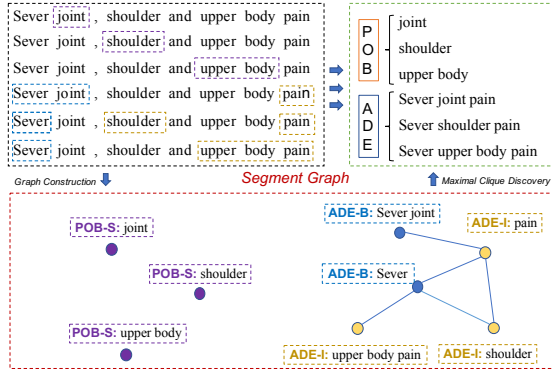 Sever joint , shoulder and upper body pain
Sever joint , shoulder and upper body pain
Sever joint , shoulder and upper body pain
Sever joint , shoulder and upper body pain
Sever joint , shoulder and upper body pain
Sever joint , shoulder and upper body pain
POB
joint
shoulder
upper body
ADE
Sever joint pain
Sever shoulder pain
Sever upper body pain
Graph Construction
Segment Graph
Maximal Clique Discovery
POB-S: joint
ADE-B: Sever joint
ADE-I: pain
POB-S: shoulder
ADE-B: Sever
POB-S: upper body
ADE-I: upper body pain
ADE-I: shoulder